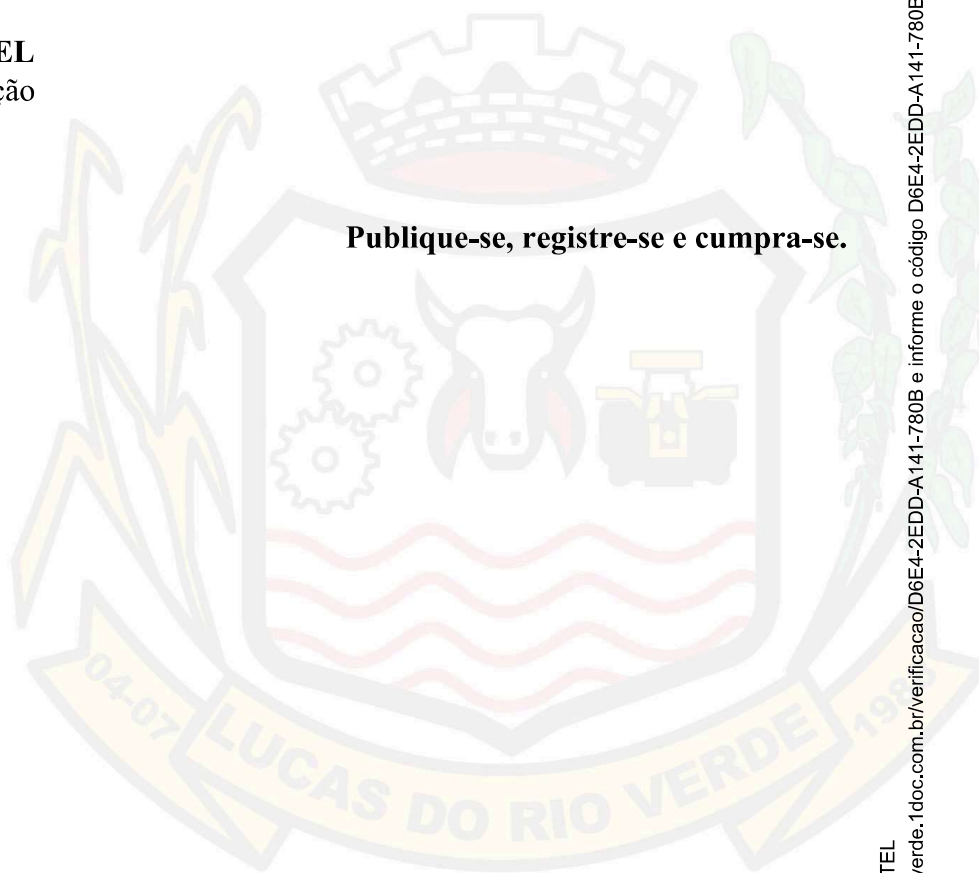 EL
ção
Publique-se, registre-se e cumpra-se.
04-07
LUCAS DO RIO VERDE
TEL
verde.1doc.com.br/verificacao/D6E4-2EDD-A141-780B e informe o código D6E4-2EDD-A141-780B